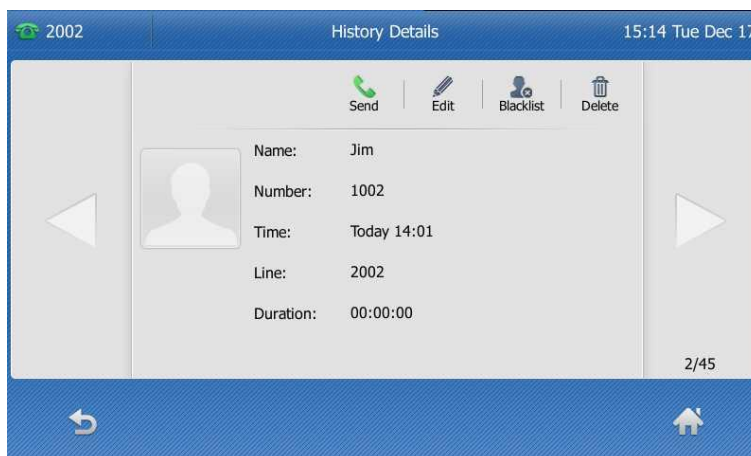 2002 History Details 15:14 Tue Dec 17
Send Edit Blacklist Delete
Name: Jim
Number: 1002
Time: Today 14:01
Line: 2002
Duration: 00:00:00
2/45